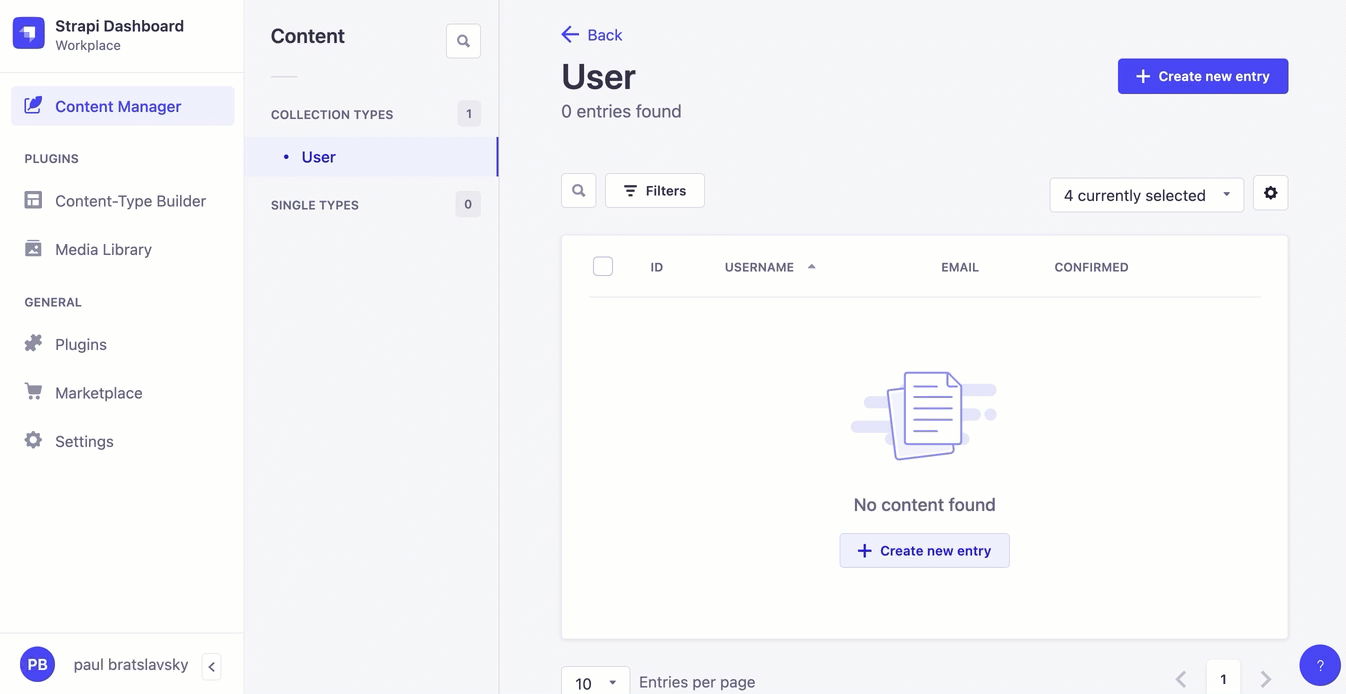 Strapi Dashboard
Workplace
Content Manager
PLUGINS
Content-Type Builder
Media Library
GENERAL
Plugins
Marketplace
Settings
PB
paul bratslavsky
Content
COLLECTION TYPES
1
• User
SINGLE TYPES
0
Back
User
0 entries found
Create new entry
Filters
4 currently selected
ID USERNAME EMAIL CONFIRMED
No content found
Create new entry
10
Entries per page
1
?